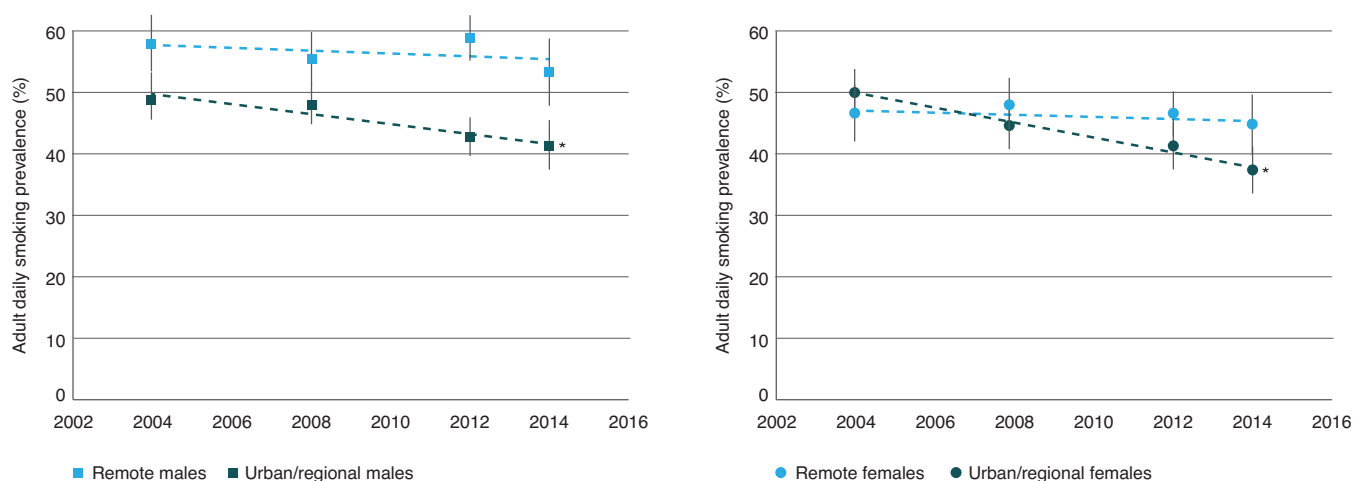 Adult daily smoking prevalence (%)
60
50
40
30
20
10
0
*
2002 2004 2006 2008 2010 2012 2014 2016
Remote males Urban/regional males
Adult daily smoking prevalence (%)
60
50
40
30
20
10
0
*
2002 2004 2006 2008 2010 2012 2014 2016
Remote females Urban/regional females